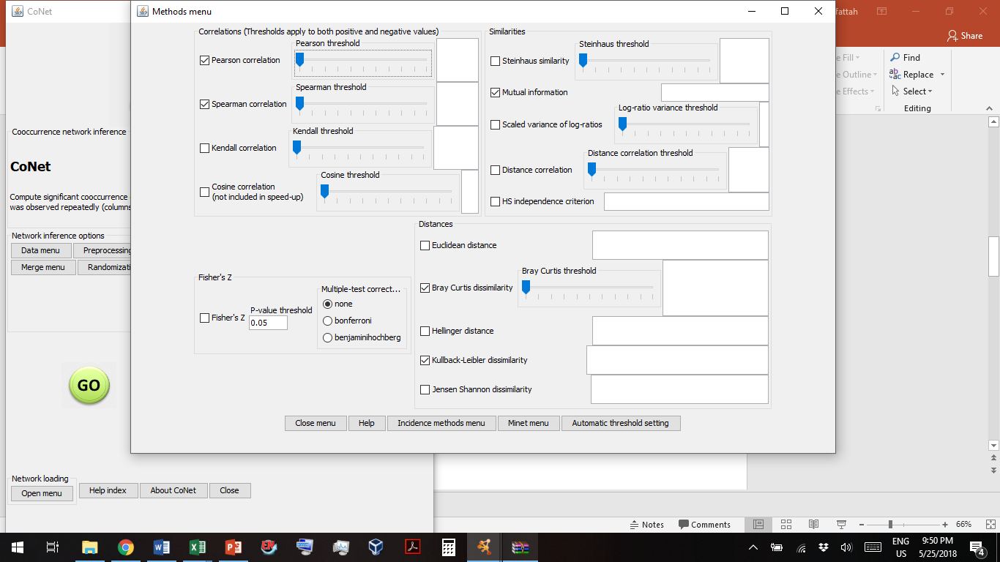 CoNet
Methods menu
fattah
Share
Fill
Outline
Effects
Find
Replace
Select
Editing
Correlations (Thresholds apply to both positive and negative values)
Pearson correlation
Pearson threshold
Spearman correlation
Spearman threshold
Kendall correlation
Kendall threshold
Cosine correlation
(not included in speed-up)
Cosine threshold
Similarities
Steinhaus similarity
Steinhaus threshold
Mutual information
Scaled variance of log-ratios
Log-ratio variance threshold
Distance correlation
Distance correlation threshold
HS independence criterion
Distances
Euclidean distance
Bray Curtis dissimilarity
Bray Curtis threshold
Hellinger distance
Kullback-Leibler dissimilarity
Jensen Shannon dissimilarity
Fisher's Z
Fisher's Z
P-value threshold
0.05
Multiple-test correct...
none
bonferroni
benjaminihochberg
Close menu
Help
Incidence methods menu
Minet menu
Automatic threshold setting
Cooccurrence network inference
CoNet
Compute significant cooccurrence
was observed repeatedly (columns
Network inference options
Data menu
Preprocessing
Merge menu
Randomizati
GO
Network loading
Open menu
Help index
About CoNet
Close
Notes
Comments
66%
ENG
US
9:50 PM
5/25/2018
4